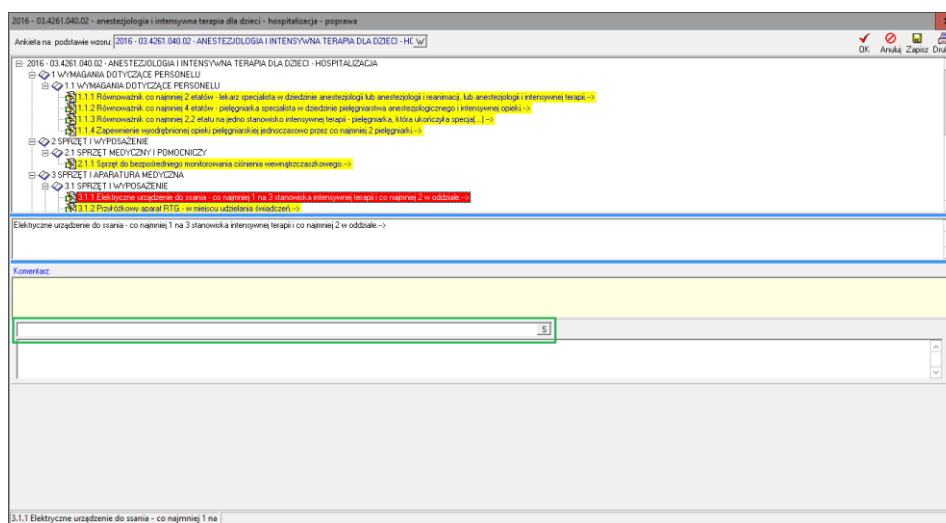 2016 - 03.4261.040.02 - anestezjologia i intensywna terapia dla dzieci - hospitalizacja - poprawa
Ankieta na podstawie wzoru: 2016 - 03.4261.040.02 - ANESTEZJOLOGIA I INTENSYWNA TERAPIA DLA DZIECI - HC W
OK Anuluj Zapisz Druk
2016 - 03.4261.040.02 - ANESTEZJOLOGIA I INTENSYWNA TERAPIA DLA DZIECI - HOSPITALIZACJA
1 WYMAGANIA DOTYCZĄCE PERSONELU
1.1 WYMAGANIA DOTYCZĄCE PERSONELU
1.1.1 Równoważnik co najmniej 2 etatów - lekarz specjalista w dziedzinie anestezjologii lub anestezjologii i reanimacji, lub anestezjologii i intensywnej terapii.-->
1.1.2 Równoważnik co najmniej 4 etatów - pielęgniarka specjalista w dziedzinie pielęgniarstwa anestezjologicznego i intensywnej opieki.-->
1.1.3 Równoważnik co najmniej 2,2 etatu na jedno stanowisko intensywnej terapii - pielęgniarka, która ukończyła specjal(...) -->
1.1.4 Zapewnienie wyodrębnionej opieki pielęgniarskiej jednoczasowo przez co najmniej 2 pielęgniarki.-->
2 SPRZĘT I WYPOSAŻENIE
2.1 SPRZĘT MEDYCZNY I POMOCNICZY
2.1.1 Sprzęt do bezpośredniego monitorowania ciśnienia wewnątrzczaszkowego.-->
3 SPRZĘT I APARATURA MEDYCZNA
3.1 SPRZĘT I WYPOSAŻENIE
3.1.1 Elektryczne urządzenie do ssania - co najmniej 1 na 3 stanowiska intensywnej terapii i co najmniej 2 w oddziale.-->
3.1.2 Przyłóżkowy aparat RTG - w miejscu udzielania świadczeń.-->
Elektryczne urządzenie do ssania - co najmniej 1 na 3 stanowiska intensywnej terapii i co najmniej 2 w oddziale.-->
Komentarz:
S
3.1.1 Elektryczne urządzenie do ssania - co najmniej 1 na